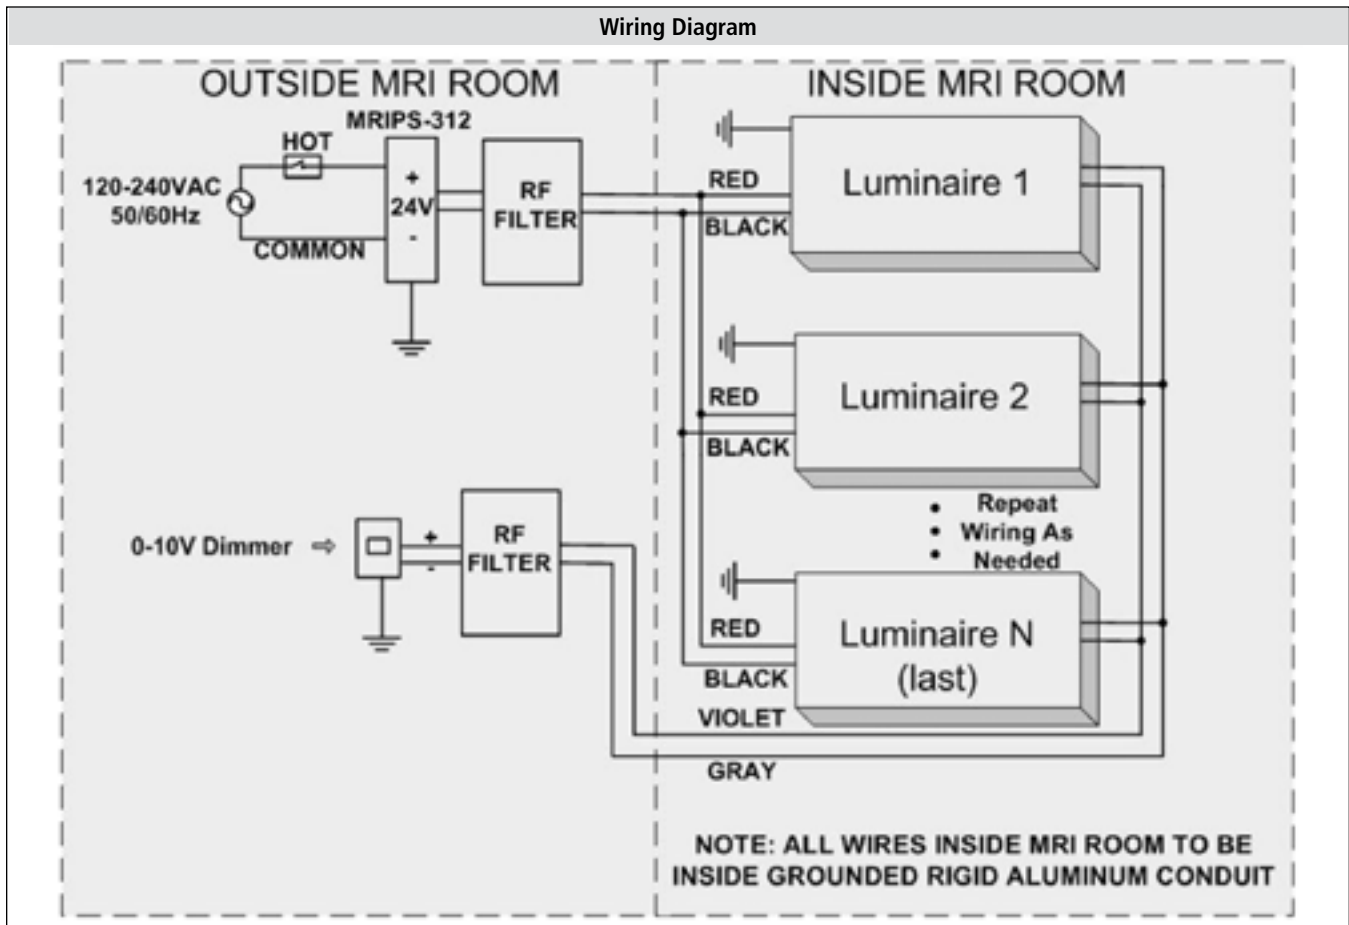 Wiring Diagram
OUTSIDE MRI ROOM
MRIPS-312
HOT
120-240VAC
50/60Hz
COMMON
+
24V
-
RF
FILTER
0-10V Dimmer ⇨
+
-
RF
FILTER
INSIDE MRI ROOM
RED
BLACK
Luminaire 1
RED
BLACK
Luminaire 2
• Repeat
• Wiring As
• Needed
RED
BLACK
Luminaire N
(last)
VIOLET
GRAY
NOTE: ALL WIRES INSIDE MRI ROOM TO BE
INSIDE GROUNDED RIGID ALUMINUM CONDUIT